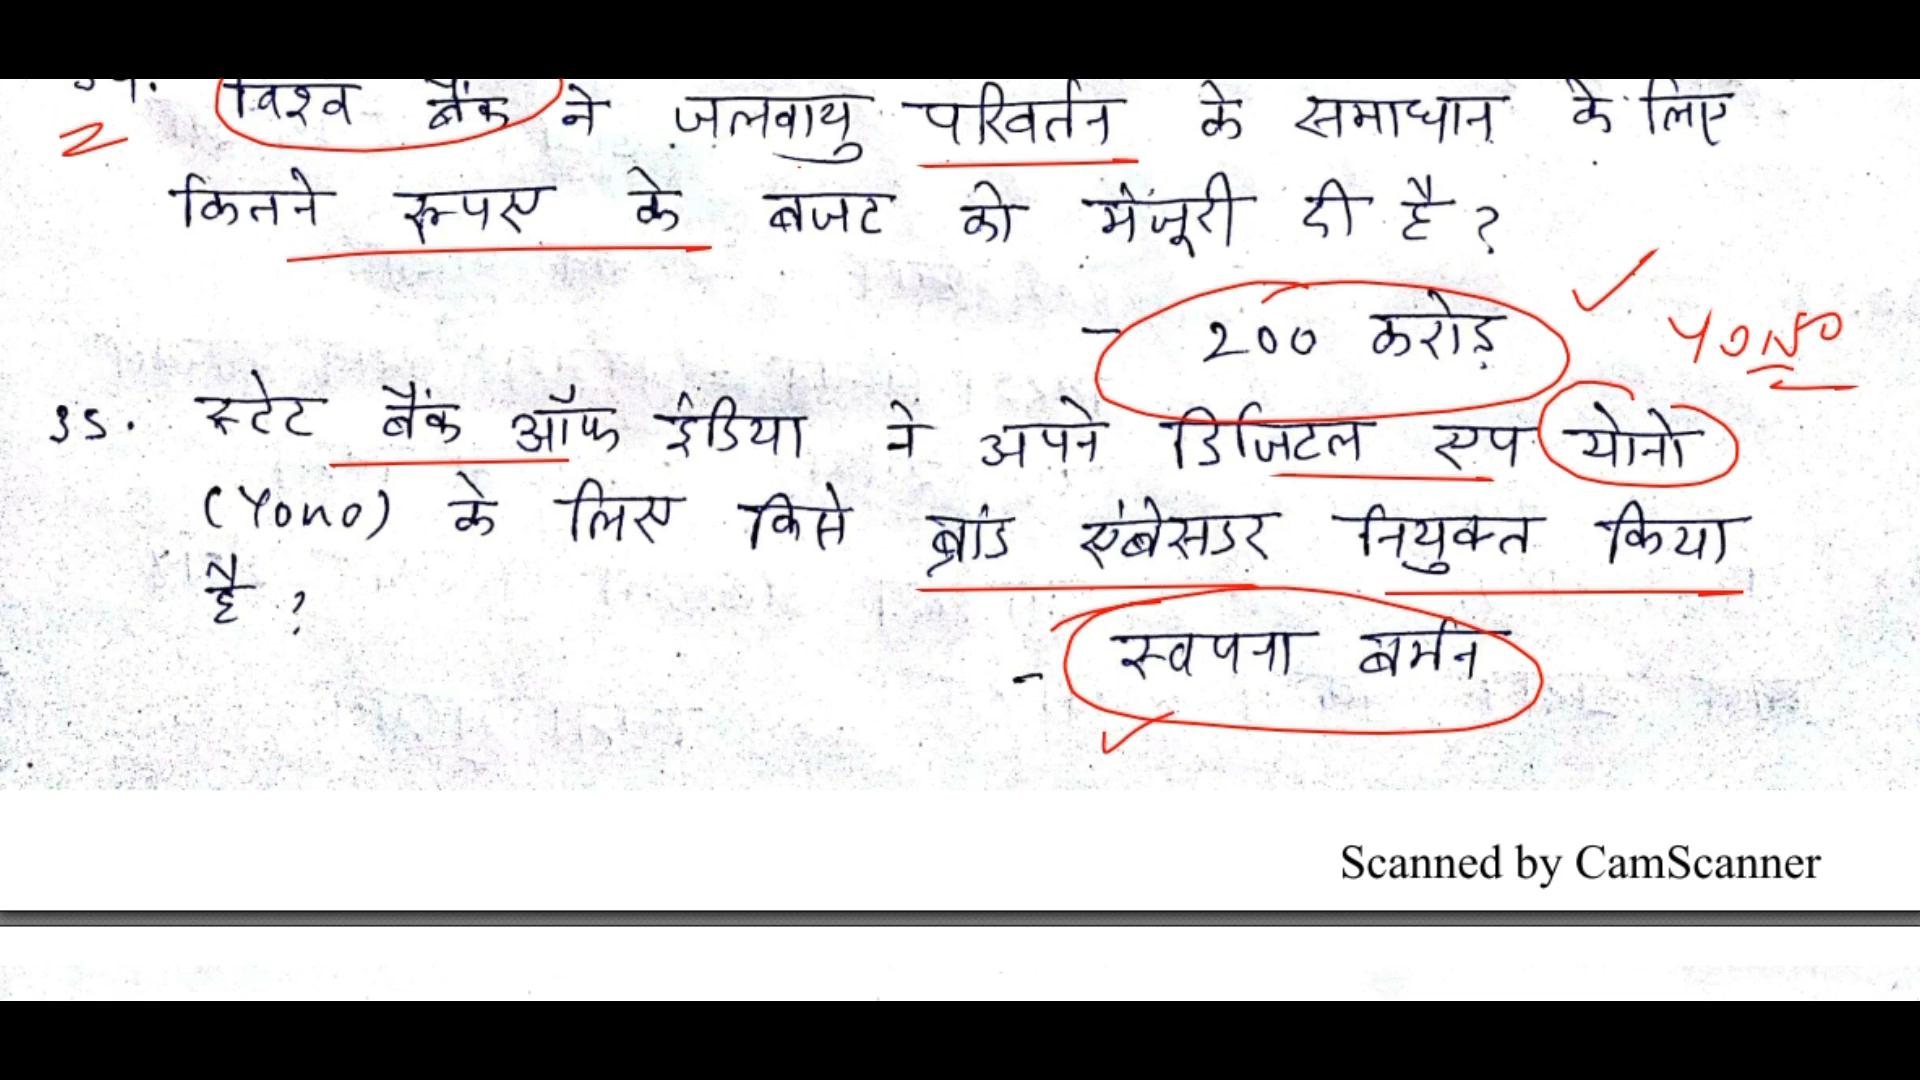 34. विश्व बैंक ने जलवायु परिवर्तन के समाधान के लिए
कितने रूपए के बजट को मंजूरी दी है?
- 200 करोड़
YONO
35. स्टेट बैंक ऑफ इंडिया ने अपने डिजिटल एप योनो
(Yono) के लिए किसे ब्रांड एंबेसडर नियुक्त किया
है ?
- स्वपना बर्मन
Scanned by CamScanner